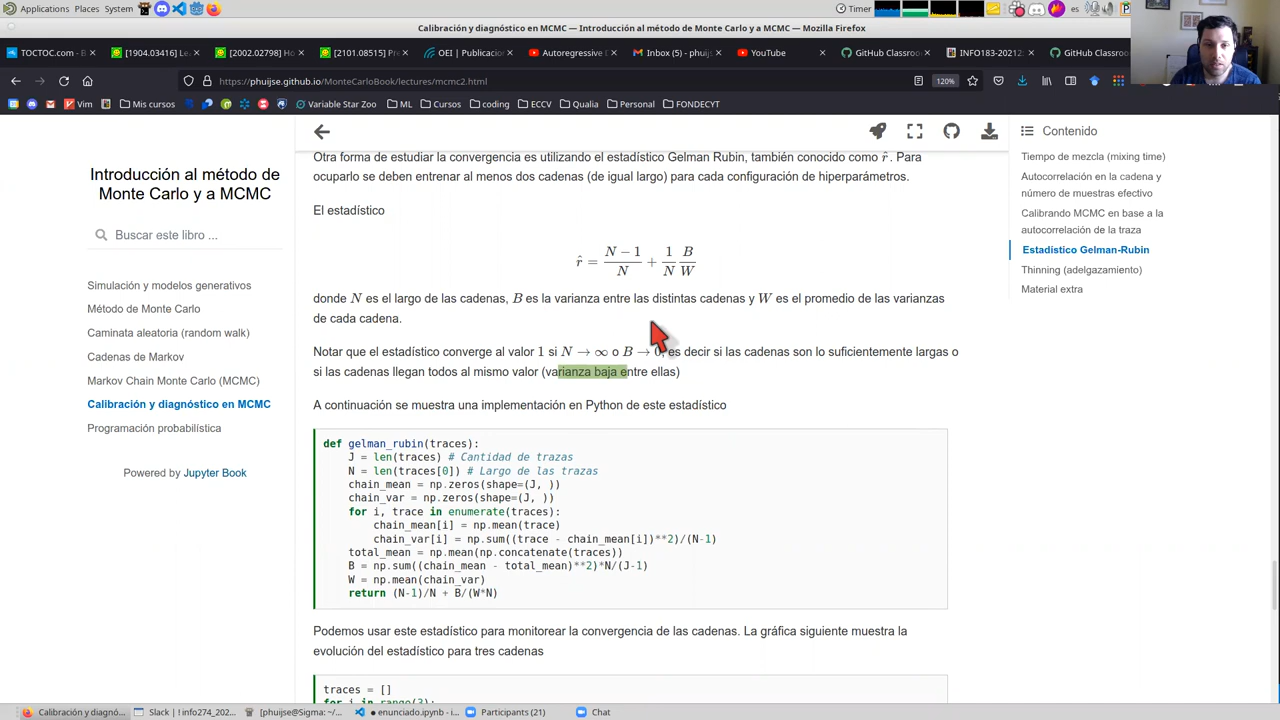 Applications Places System Timer es
Calibración y diagnóstico en MCMC — Introducción al método de Monte Carlo y a MCMC — Mozilla Firefox
TOCTOC.com - B [1904.03416] Le [2002.02798] Ho [2101.08515] Pr OEI | Publica Autoregressive Inbox (5) - phuijs YouTube GitHub Classroo INFO183-20212 GitHub Classroo
https://phuijse.github.io/MonteCarloBook/lectures/mcmc2.html 120%
Vim Mis cursos Variable Star Zoo ML Cursos coding ECCV Qualia Personal FONDECYT
Introducción al método de
Monte Carlo y a MCMC
Buscar este libro ...
Simulación y modelos generativos
Método de Monte Carlo
Caminata aleatoria (random walk)
Cadenas de Markov
Markov Chain Monte Carlo (MCMC)
Calibración y diagnóstico en MCMC
Programación probabilística
Powered by Jupyter Book
Otra forma de estudiar la convergencia es utilizando el estadístico Gelman Rubin, también conocido como r̂. Para
ocuparlo se deben entrenar al menos dos cadenas (de igual largo) para cada configuración de hiperparámetros.
El estadístico
r̂ = (N − 1)/N + 1/N B/W
donde N es el largo de las cadenas, B es la varianza entre las distintas cadenas y W es el promedio de las varianzas
de cada cadena.
Notar que el estadístico converge al valor 1 si N → ∞ o B → 0, es decir si las cadenas son lo suficientemente largas o
si las cadenas llegan todos al mismo valor (varianza baja entre ellas)
A continuación se muestra una implementación en Python de este estadístico
def gelman_rubin(traces):
J = len(traces) # Cantidad de trazas
N = len(traces[0]) # Largo de las trazas
chain_mean = np.zeros(shape=(J, ))
chain_var = np.zeros(shape=(J, ))
for i, trace in enumerate(traces):
chain_mean[i] = np.mean(trace)
chain_var[i] = np.sum((trace - chain_mean[i])**2)/(N-1)
total_mean = np.mean(np.concatenate(traces))
B = np.sum((chain_mean - total_mean)**2)*N/(J-1)
W = np.mean(chain_var)
return (N-1)/N + B/(W*N)
Podemos usar este estadístico para monitorear la convergencia de las cadenas. La gráfica siguiente muestra la
evolución del estadístico para tres cadenas
traces = []
for i in range(3):
Contenido
Tiempo de mezcla (mixing time)
Autocorrelación en la cadena y
número de muestras efectivo
Calibrando MCMC en base a la
autocorrelación de la traza
Estadístico Gelman-Rubin
Thinning (adelgazamiento)
Material extra
Calibración y diagnó... Slack | ! info274_202... [phuijse@Sigma: ~/... enunciado.ipynb - i... Participants (21) Chat